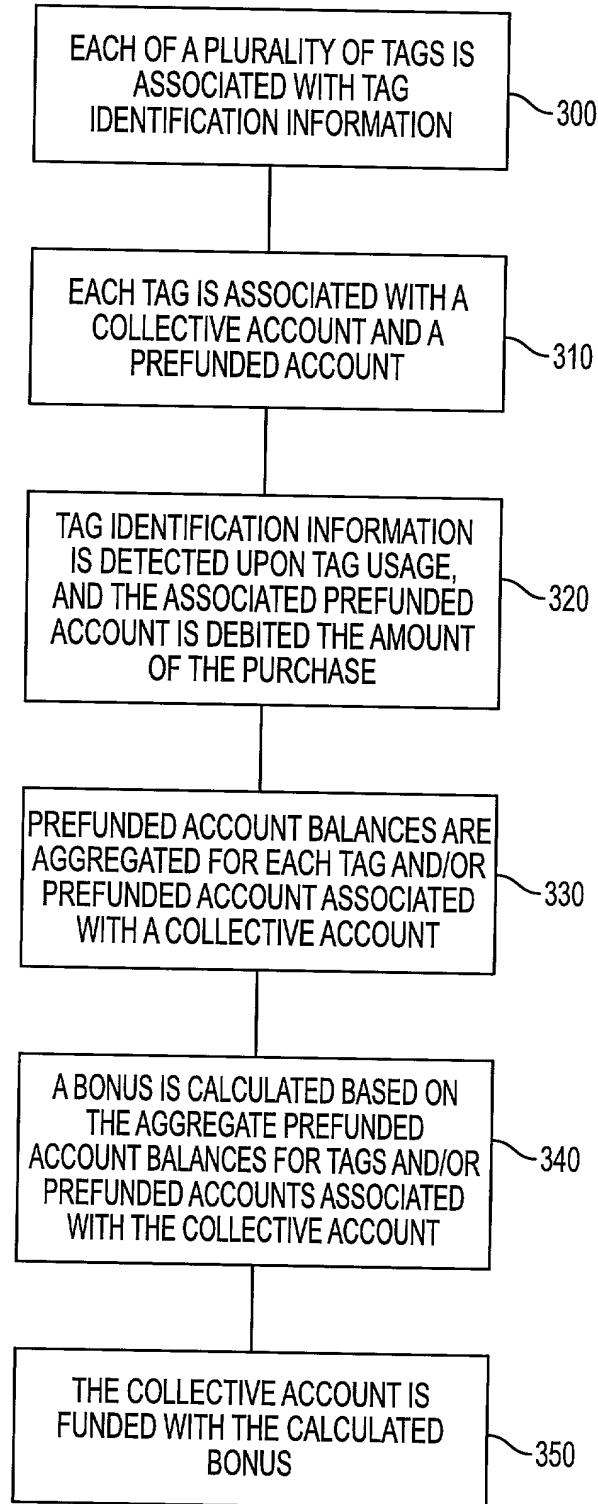 EACH OF A PLURALITY OF TAGS IS
ASSOCIATED WITH TAG
IDENTIFICATION INFORMATION
300
EACH TAG IS ASSOCIATED WITH A
COLLECTIVE ACCOUNT AND A
PREFUNDED ACCOUNT
310
TAG IDENTIFICATION INFORMATION
IS DETECTED UPON TAG USAGE,
AND THE ASSOCIATED PREFUNDED
ACCOUNT IS DEBITED THE AMOUNT
OF THE PURCHASE
320
PREFUNDED ACCOUNT BALANCES ARE
AGGREGATED FOR EACH TAG AND/OR
PREFUNDED ACCOUNT ASSOCIATED
WITH A COLLECTIVE ACCOUNT
330
A BONUS IS CALCULATED BASED ON
THE AGGREGATE PREFUNDED
ACCOUNT BALANCES FOR TAGS AND/OR
PREFUNDED ACCOUNTS ASSOCIATED
WITH THE COLLECTIVE ACCOUNT
340
THE COLLECTIVE ACCOUNT IS
FUNDED WITH THE CALCULATED
BONUS
350